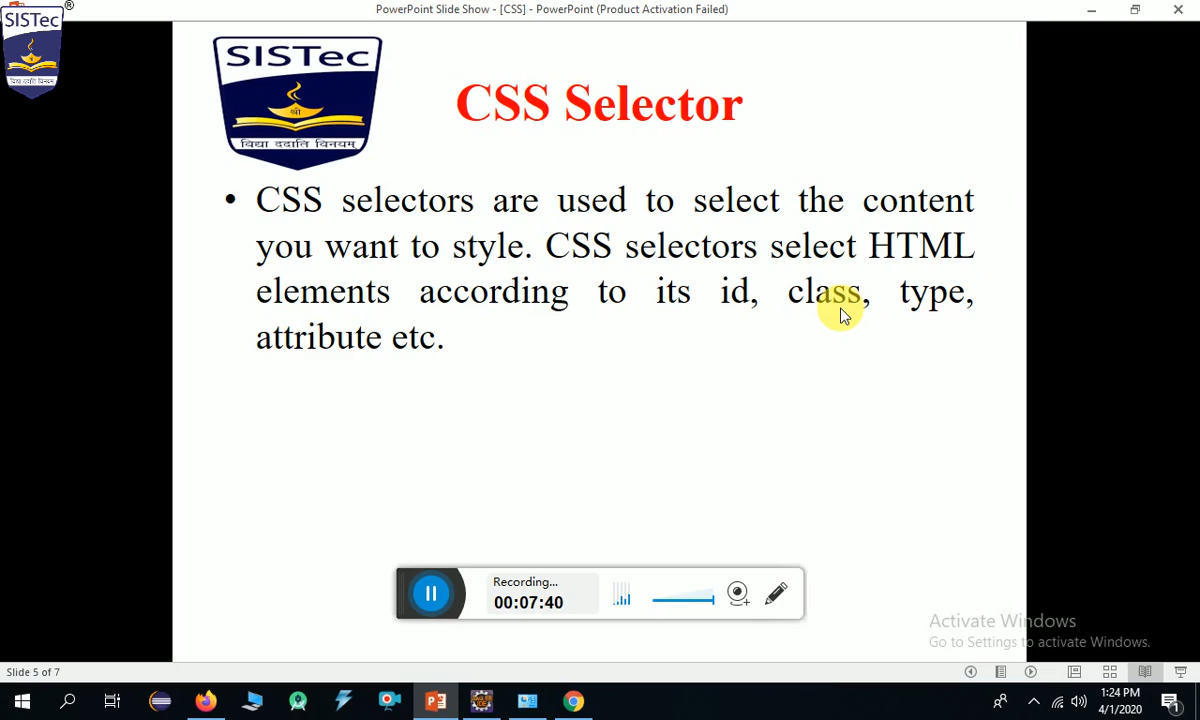 PowerPoint Slide Show - [CSS] - PowerPoint (Product Activation Failed)
SISTec ®
विद्या ददाति विनयम्
SISTec
श्री
विद्या ददाति विनयम्
CSS Selector
• CSS selectors are used to select the content
you want to style. CSS selectors select HTML
elements according to its id, class, type,
attribute etc.
Recording...
00:07:40
Activate Windows
Go to Settings to activate Windows.
Slide 5 of 7
1:24 PM
4/1/2020
1